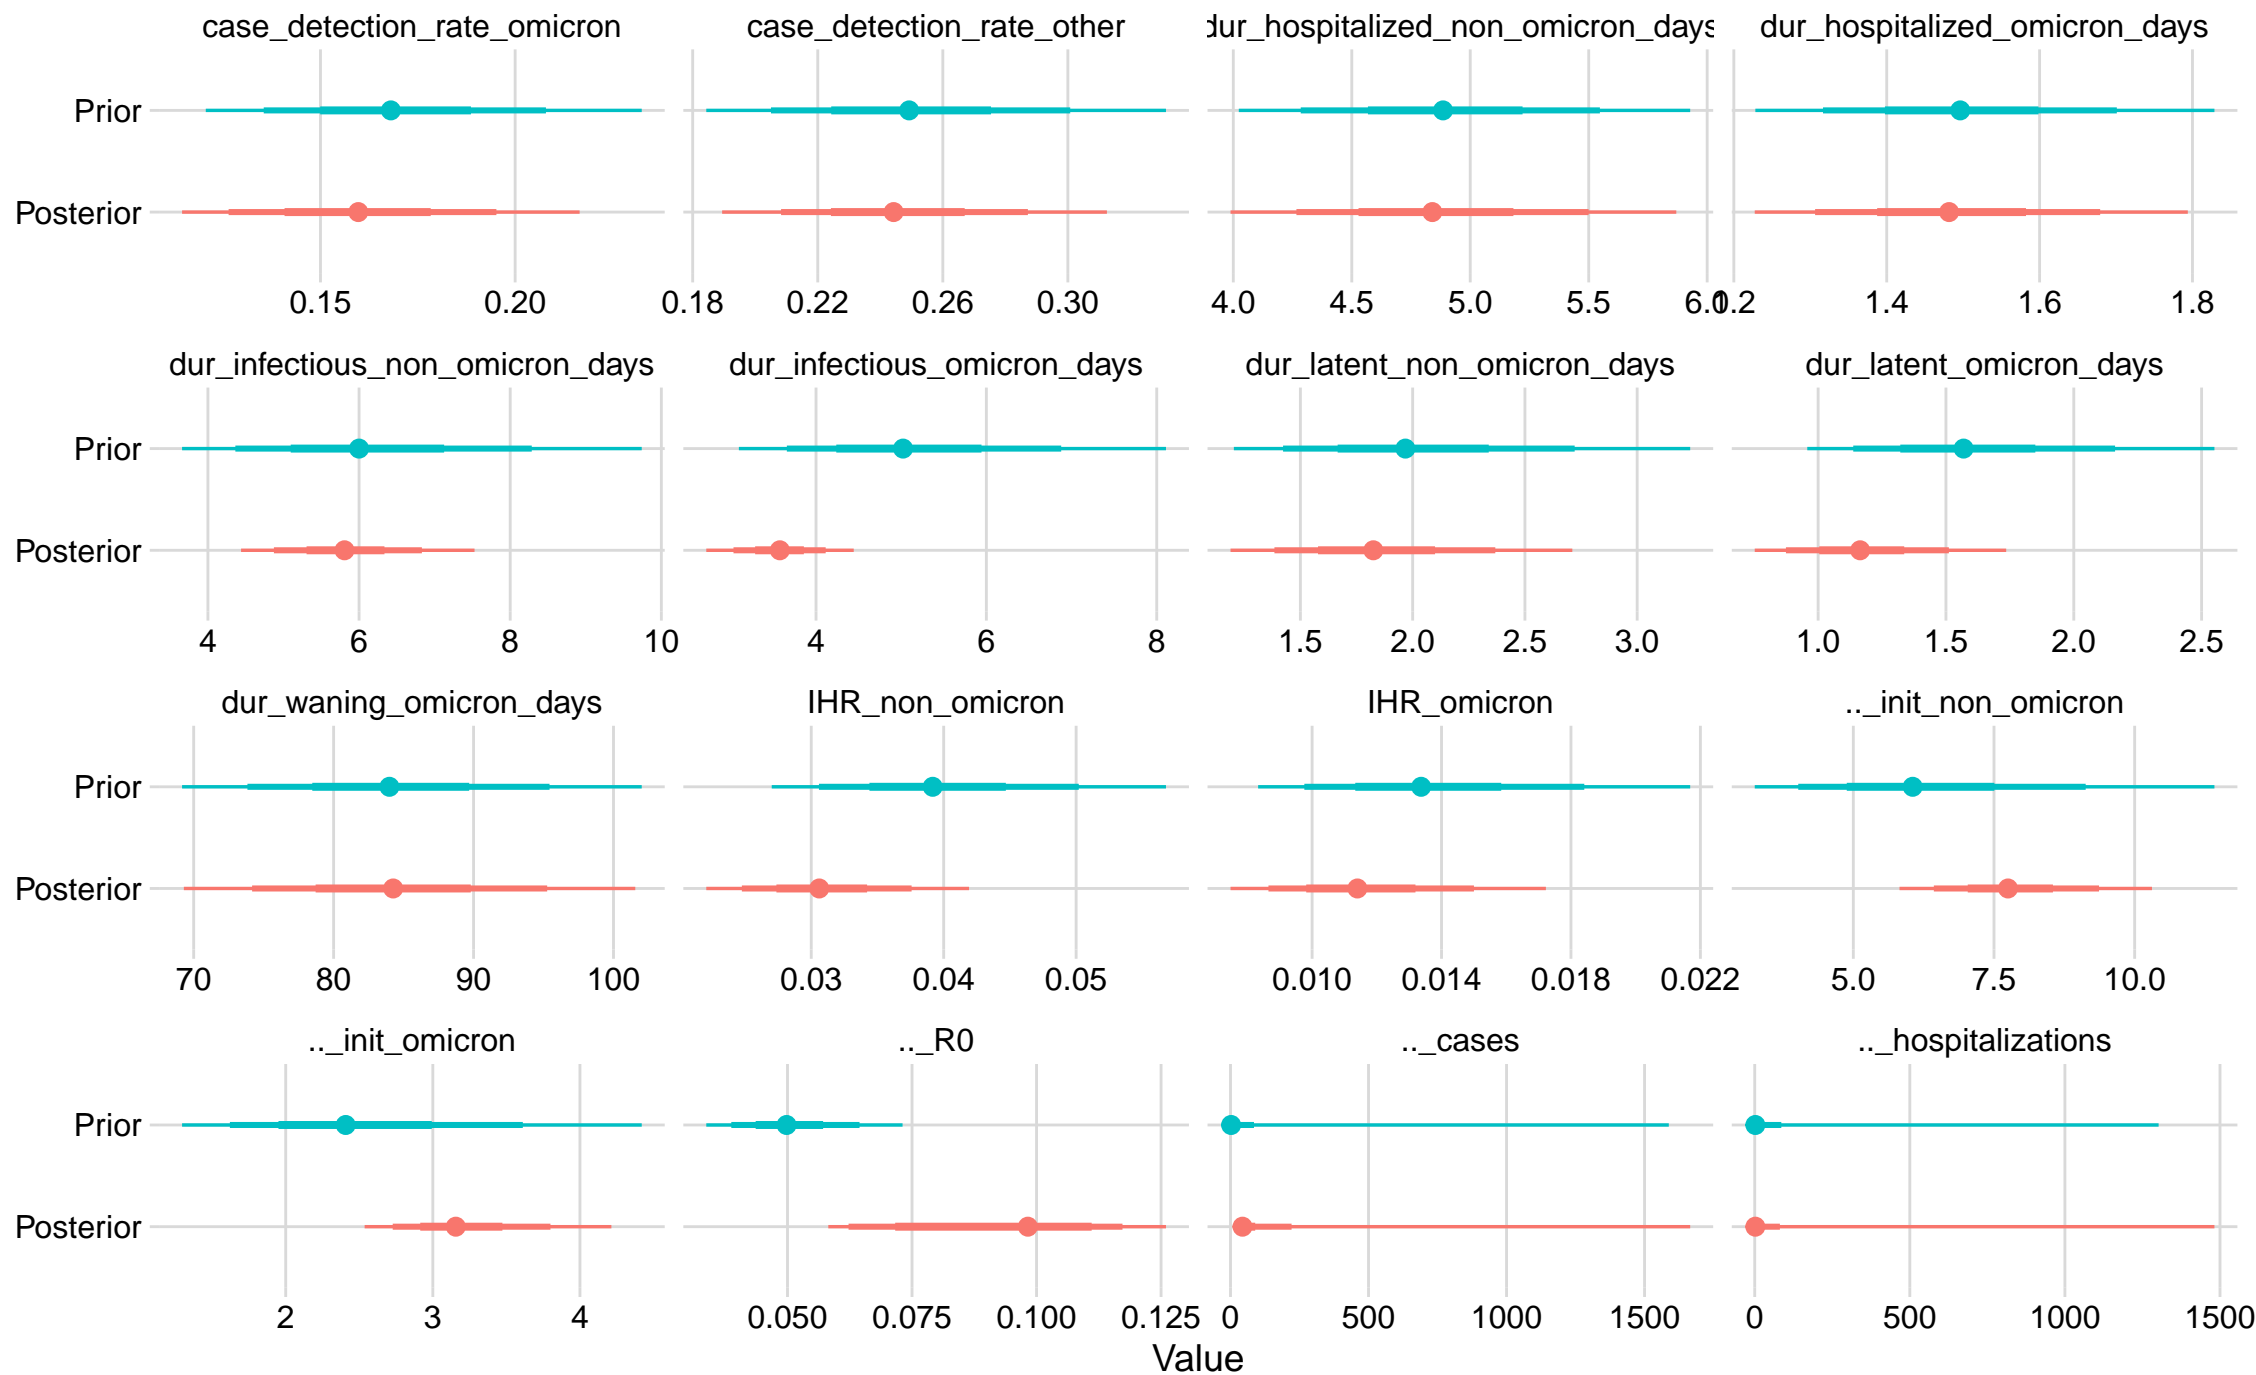 case_detection_rate_omicron case_detection_rate_other dur_hospitalized_non_omicron_days dur_hospitalized_omicron_days
Prior
Posterior
0.15 0.20 0.18 0.22 0.26 0.30 4.0 4.5 5.0 5.5 6.0 1.2 1.4 1.6 1.8
dur_infectious_non_omicron_days dur_infectious_omicron_days dur_latent_non_omicron_days dur_latent_omicron_days
Prior
Posterior
4 6 8 10 4 6 8 1.5 2.0 2.5 3.0 1.0 1.5 2.0 2.5
dur_waning_omicron_days IHR_non_omicron IHR_omicron .._init_non_omicron
Prior
Posterior
70 80 90 100 0.03 0.04 0.05 0.010 0.014 0.018 0.022 5.0 7.5 10.0
.._init_omicron .._R0 .._cases .._hospitalizations
Prior
Posterior
2 3 4 0.050 0.075 0.100 0.125 0 500 1000 1500 0 500 1000 1500
Value